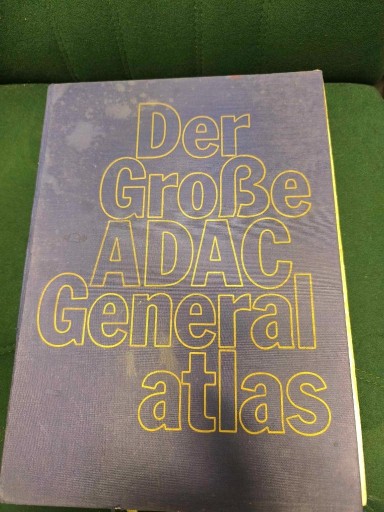 Der
Große
ADAC
General
atlas